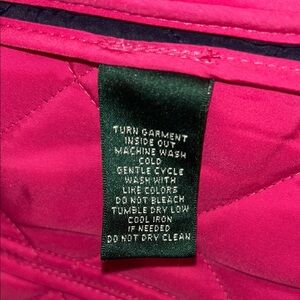 TURN GARMENT
INSIDE OUT
MACHINE WASH
COLD
GENTLE CYCLE
WASH WITH
LIKE COLORS
DO NOT BLEACH
TUMBLE DRY LOW
COOL IRON
IF NEEDED
DO NOT DRY CLEAN